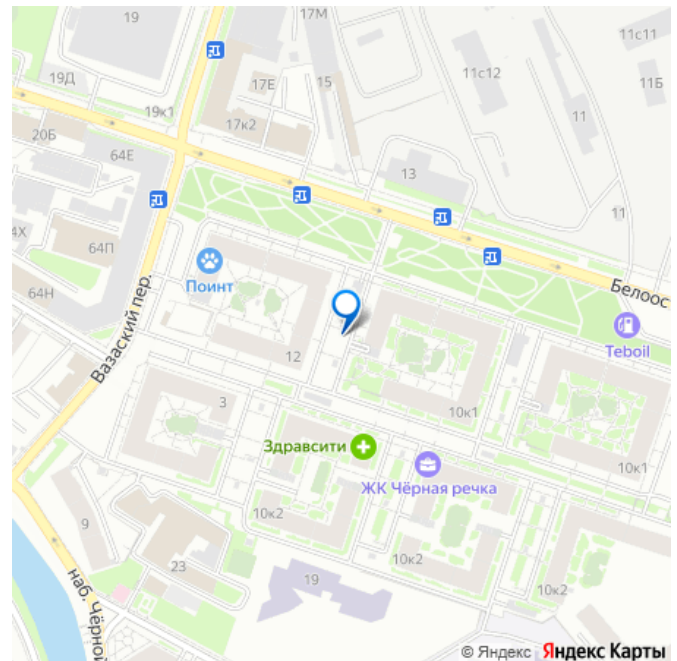 19
17М
11с11
11с12
19Д
17Е
15
11Б
19к1
11
20Б
17к2
64Е
13
4Х
64П
11
Белоос
64Н
Поинт
Teboil
Вазаский пер.
12
3
10к1
Здравсити
ЖК Чёрная речка
10к1
10к2
9
10к2
23
19
10к2
наб. Чёрной
© Яндекс Яндекс Карты